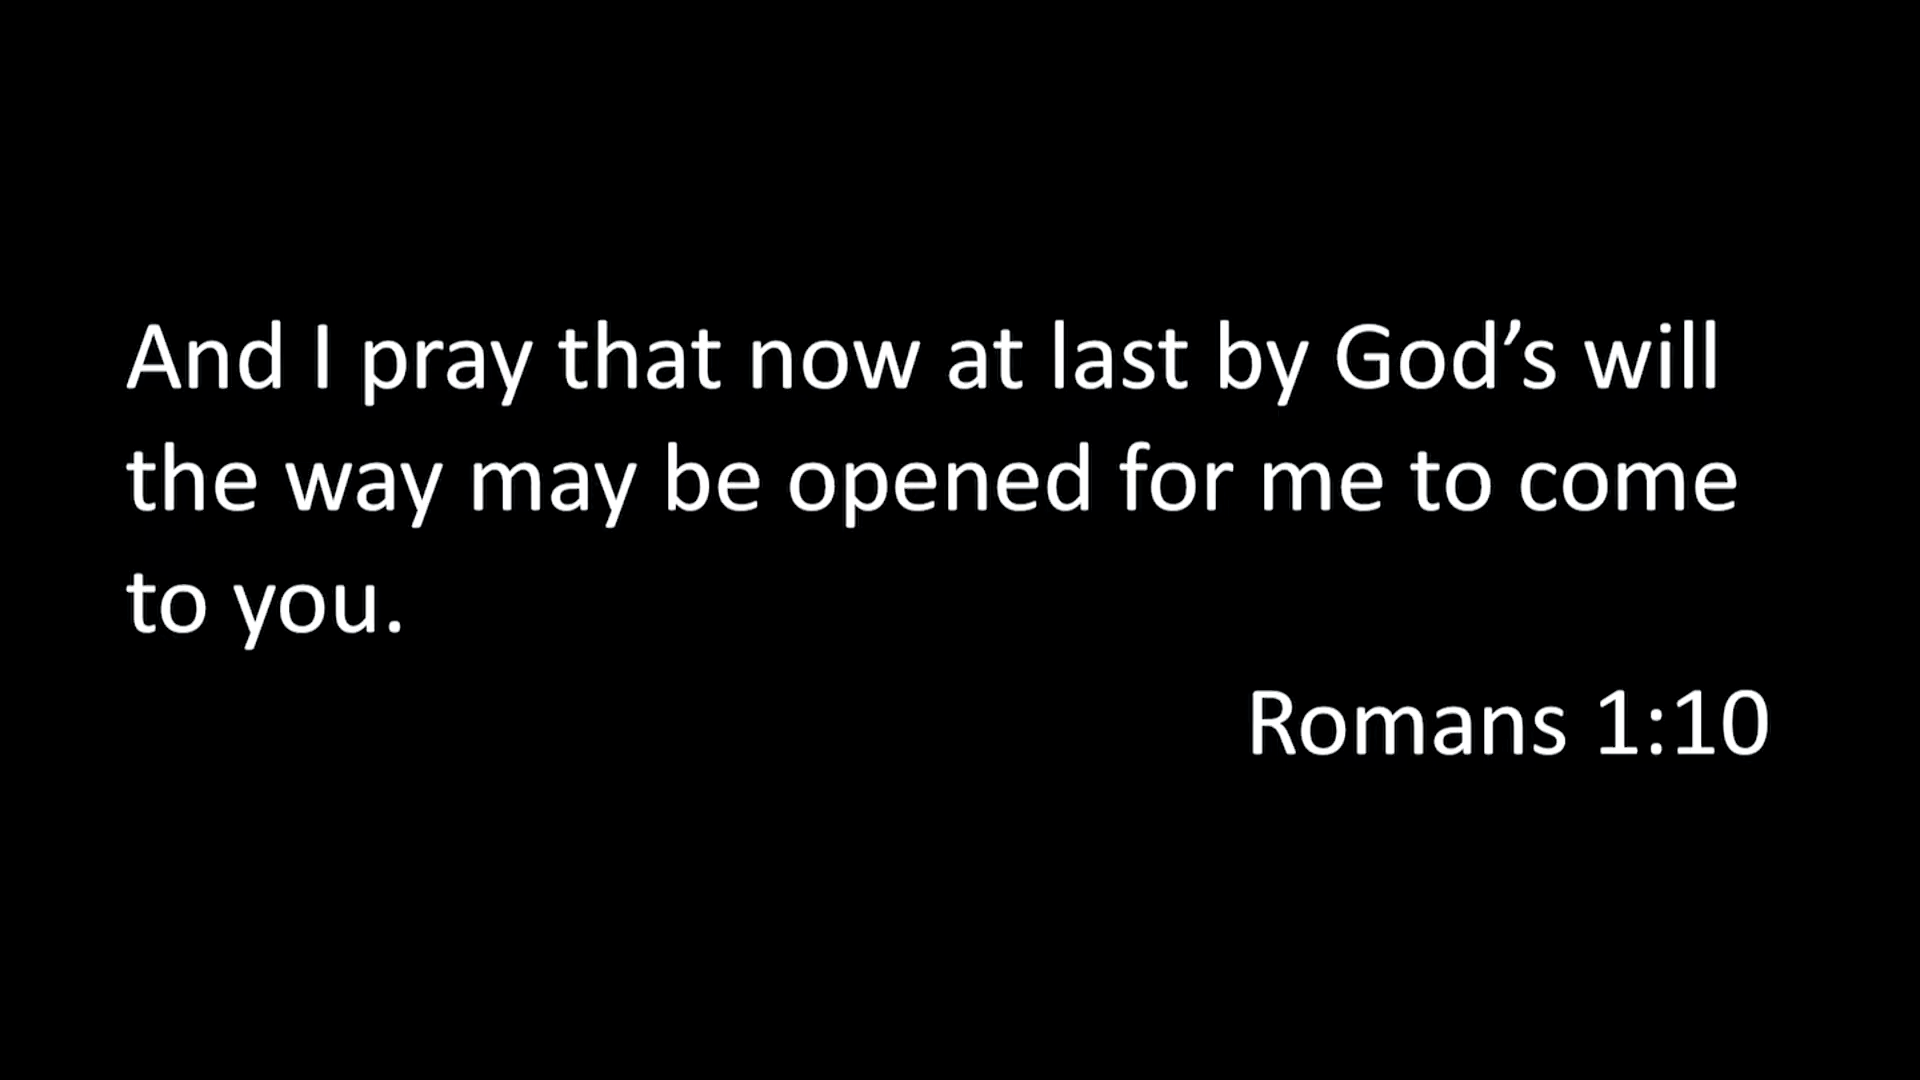 And I pray that now at last by God’s will
the way may be opened for me to come
to you.
Romans 1:10